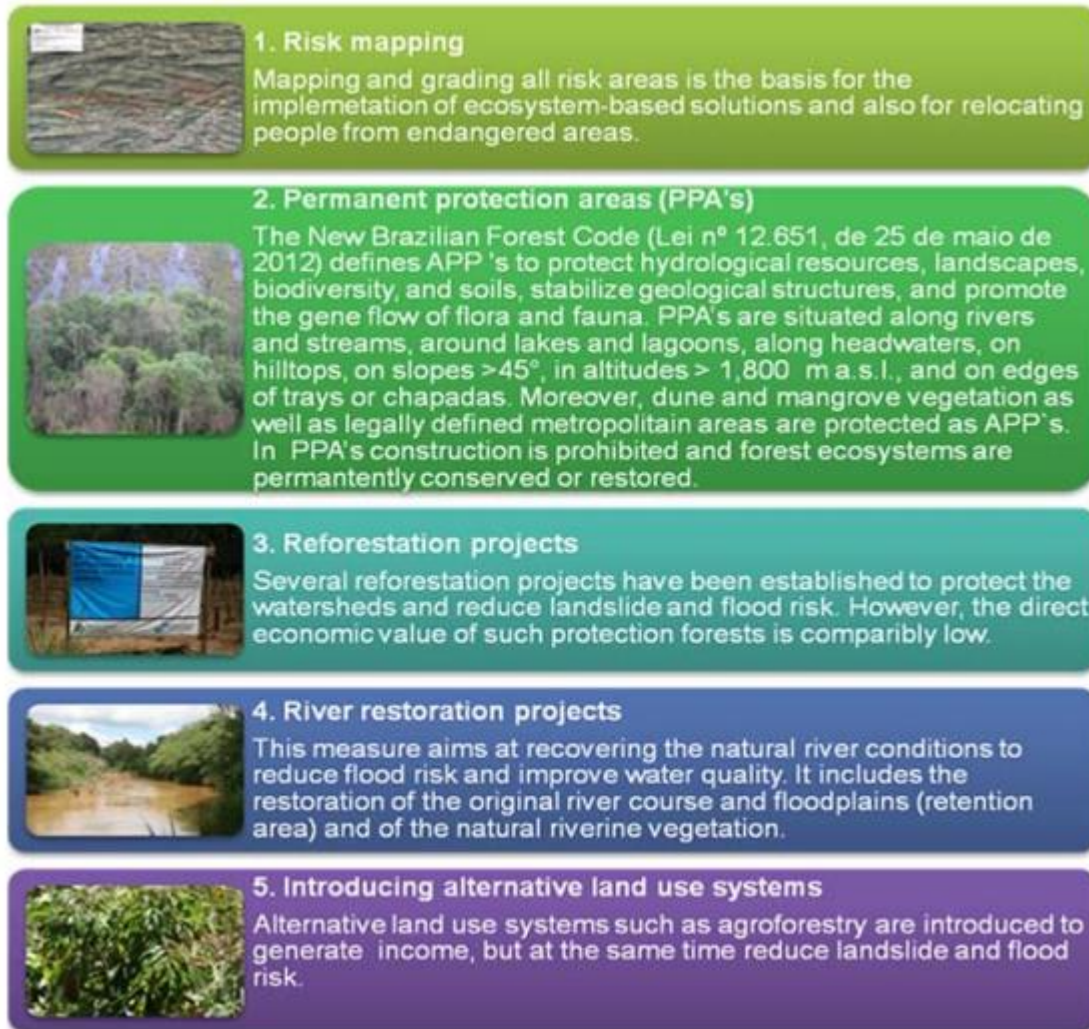 1. Risk mapping
Mapping and grading all risk areas is the basis for the
implemetation of ecosystem-based solutions and also for relocating
people from endangered areas.
2. Permanent protection areas (PPA's)
The New Brazilian Forest Code (Lei nº 12.651, de 25 de maio de
2012) defines APP 's to protect hydrological resources, landscapes,
biodiversity, and soils, stabilize geological structures, and promote
the gene flow of flora and fauna. PPA's are situated along rivers
and streams, around lakes and lagoons, along headwaters, on
hilltops, on slopes >45°, in altitudes > 1,800 m a.s.l., and on edges
of trays or chapadas. Moreover, dune and mangrove vegetation as
well as legally defined metropolitain areas are protected as APP`s.
In PPA's construction is prohibited and forest ecosystems are
permantently conserved or restored.
3. Reforestation projects
Several reforestation projects have been established to protect the
watersheds and reduce landslide and flood risk. However, the direct
economic value of such protection forests is comparibly low.
4. River restoration projects
This measure aims at recovering the natural river conditions to
reduce flood risk and improve water quality. It includes the
restoration of the original river course and floodplains (retention
area) and of the natural riverine vegetation.
5. Introducing alternative land use systems
Alternative land use systems such as agroforestry are introduced to
generate income, but at the same time reduce landslide and flood
risk.